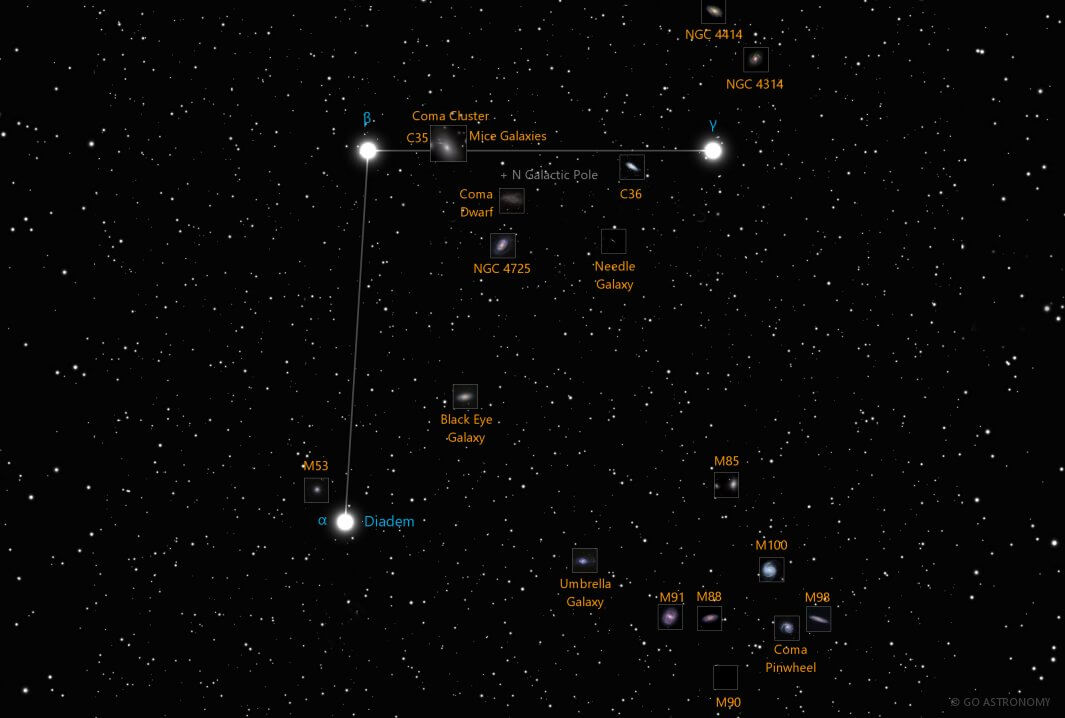 NGC 4414
NGC 4314
β
Coma Cluster
γ
C35
Mice Galaxies
+ N Galactic Pole
C36
Coma
Dwarf
NGC 4725
Needle
Galaxy
Black Eye
Galaxy
M53
M85
α
Diadem
M100
Umbrella
Galaxy
M91
M88
M98
Coma
Pinwheel
M90
© GO ASTRONOMY